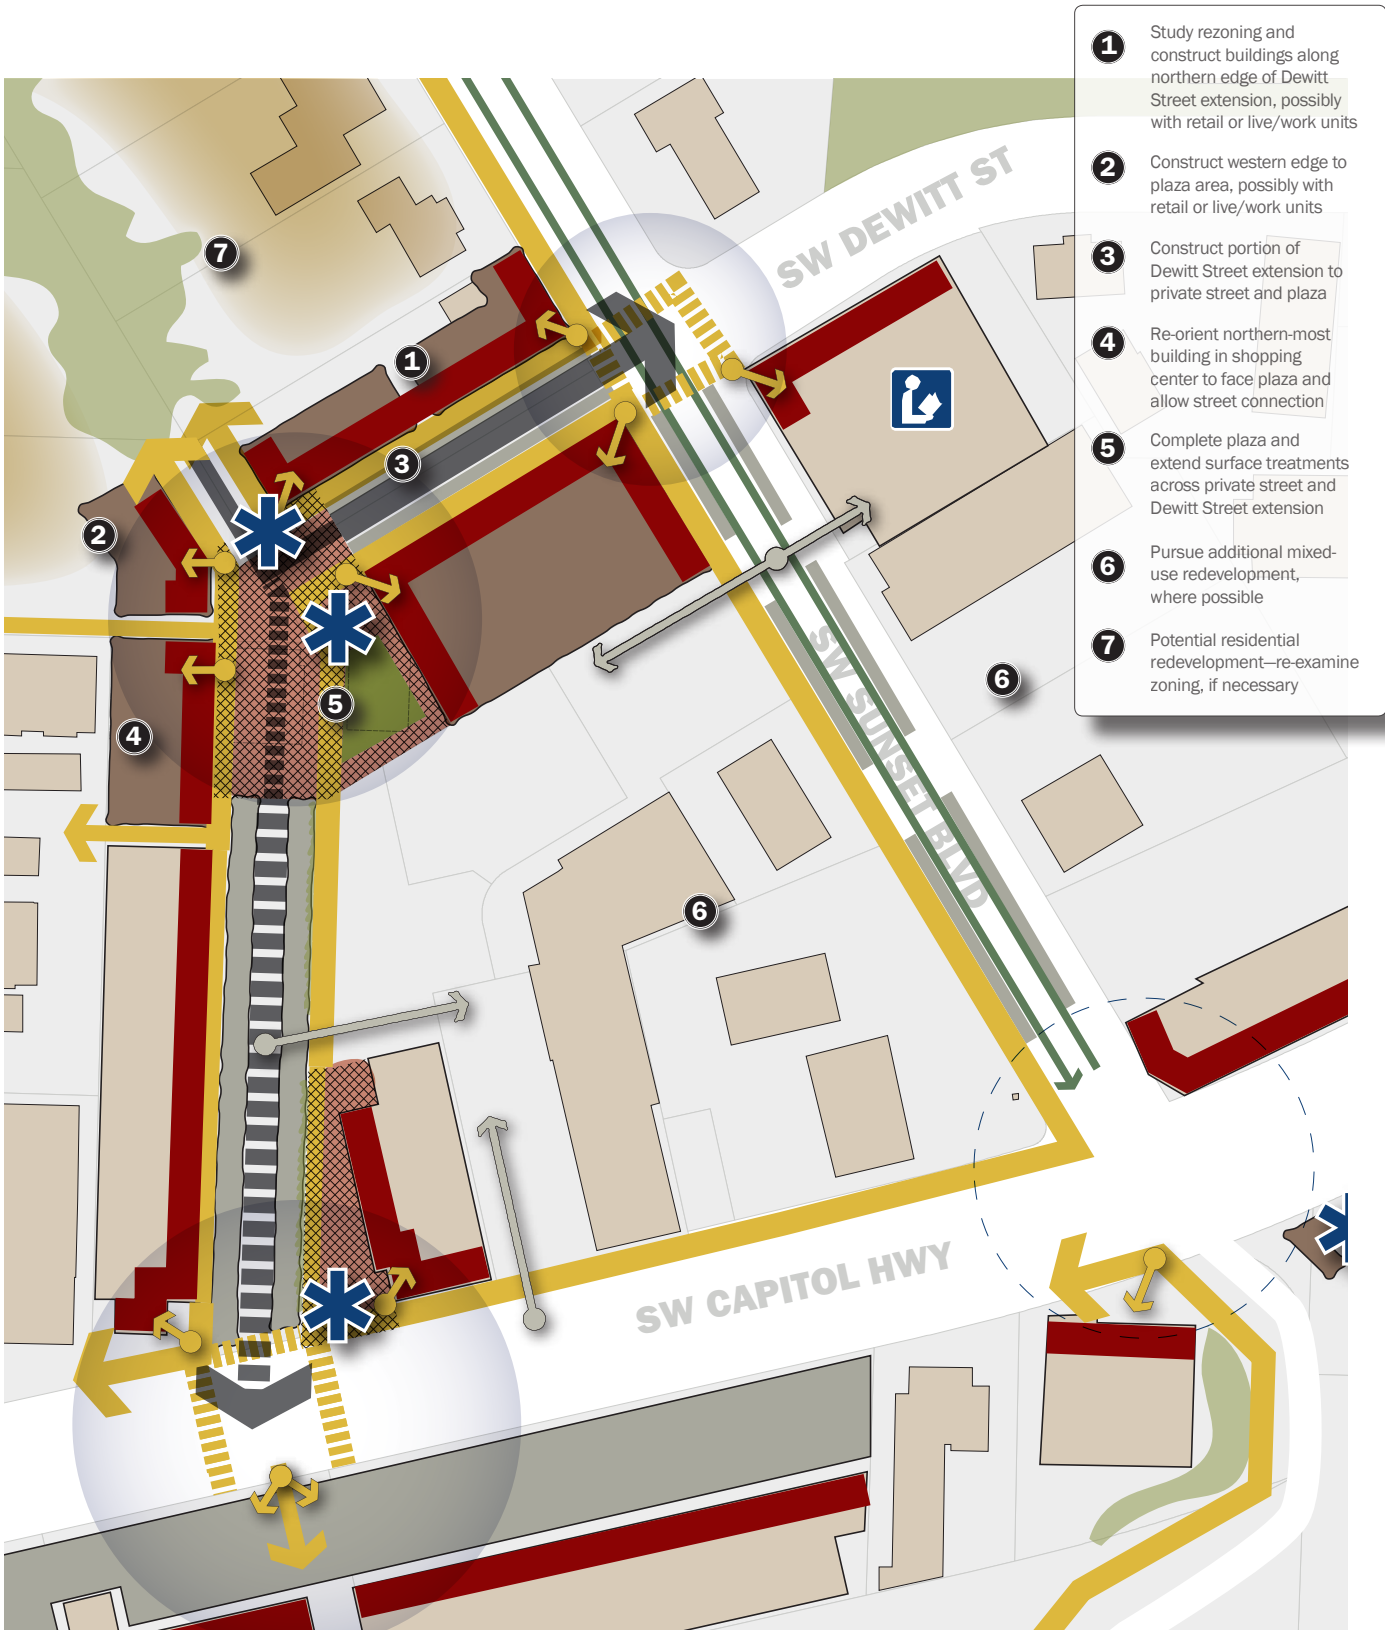 1
Study rezoning and
construct buildings along
northern edge of Dewitt
Street extension, possibly
with retail or live/work units
2
Construct western edge to
plaza area, possibly with
retail or live/work units
3
Construct portion of
Dewitt Street extension to
private street and plaza
4
Re-orient northern-most
building in shopping
center to face plaza and
allow street connection
5
Complete plaza and
extend surface treatments
across private street and
Dewitt Street extension
6
Pursue additional mixed-
use redevelopment,
where possible
7
Potential residential
redevelopment—re-examine
zoning, if necessary
SW DEWITT ST
7
1
3
2
5
4
6
SW SUNSET BLVD
6
SW CAPITOL HWY